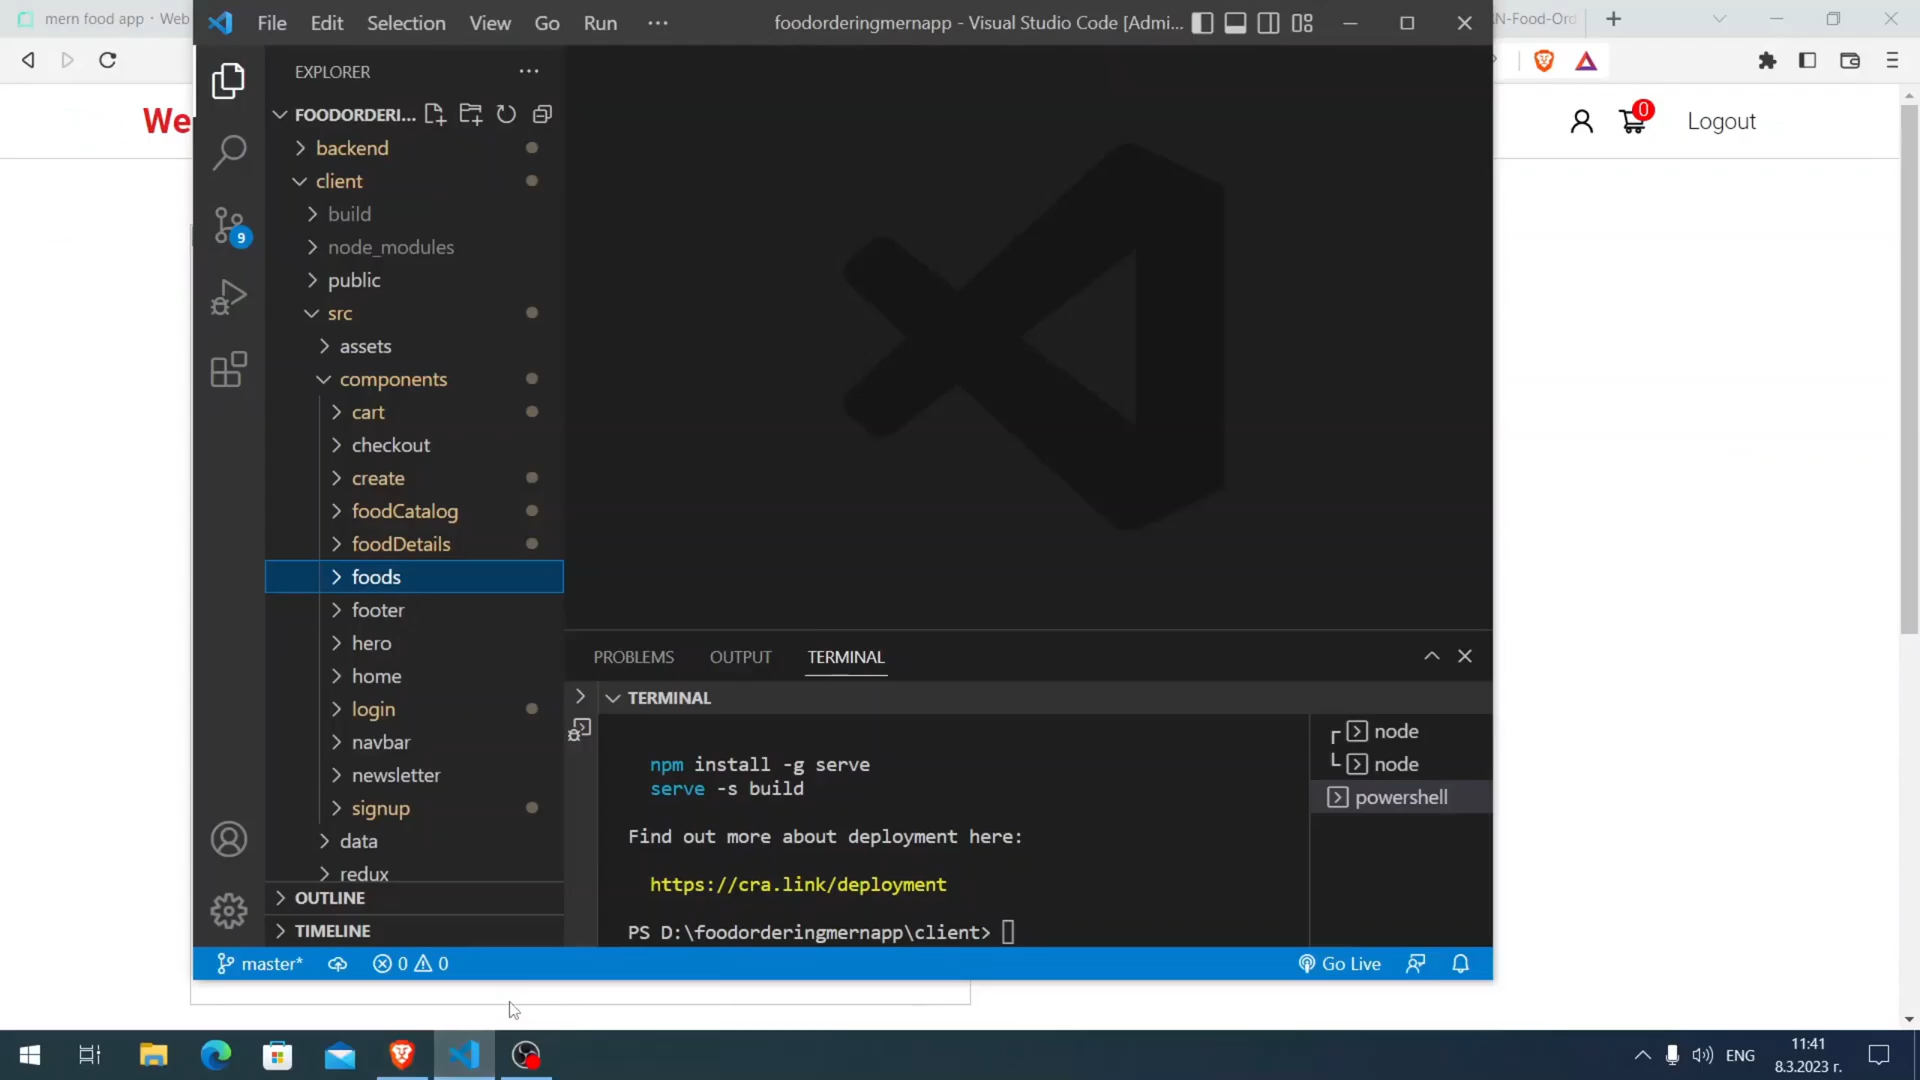 mern food app · Web
File Edit Selection View Go Run ···
foodorderingmernapp - Visual Studio Code [Admi...
N-Food-Ord
We
0
Logout
EXPLORER
FOODORDERI...
backend
client
build
node_modules
public
src
assets
components
cart
checkout
create
foodCatalog
foodDetails
foods
footer
hero
home
login
navbar
newsletter
signup
data
redux
OUTLINE
TIMELINE
9
PROBLEMS OUTPUT TERMINAL
TERMINAL
npm install -g serve
serve -s build
Find out more about deployment here:
https://cra.link/deployment
PS D:\foodorderingmernapp\client>
node
node
powershell
master* 0 0 Go Live
ENG
11:41
8.3.2023 г.